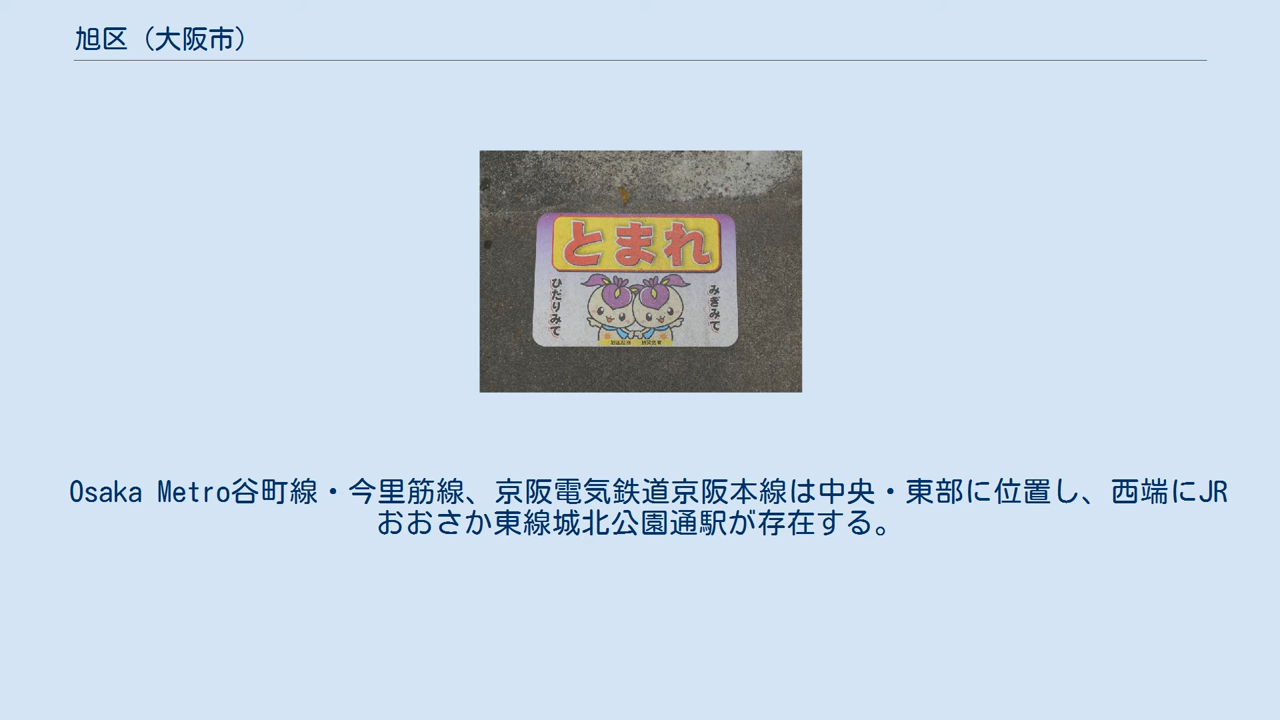 旭区（大阪市）
とまれ
ひだりみて
みぎみて
Osaka Metro谷町線・今里筋線、京阪電気鉄道京阪本線は中央・東部に位置し、西端にJR
おおさか東線城北公園通駅が存在する。